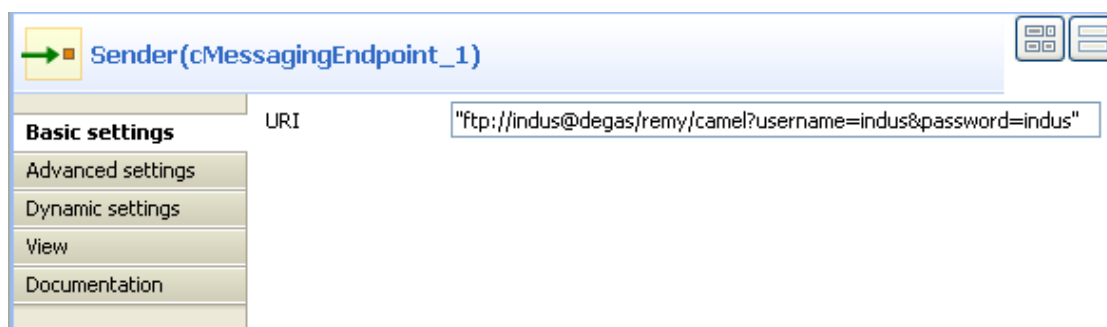 Sender(cMessagingEndpoint_1)
Basic settings
URI
"ftp://indus@degas/remy/camel?username=indus&password=indus"
Advanced settings
Dynamic settings
View
Documentation